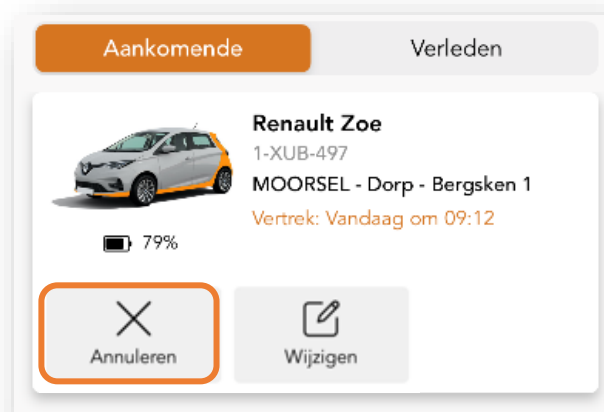 Aankomende
Verleden
Renault Zoe
1-XUB-497
MOORSEL - Dorp - Bergsken 1
Vertrek: Vandaag om 09:12
79%
Annuleren
Wijzigen